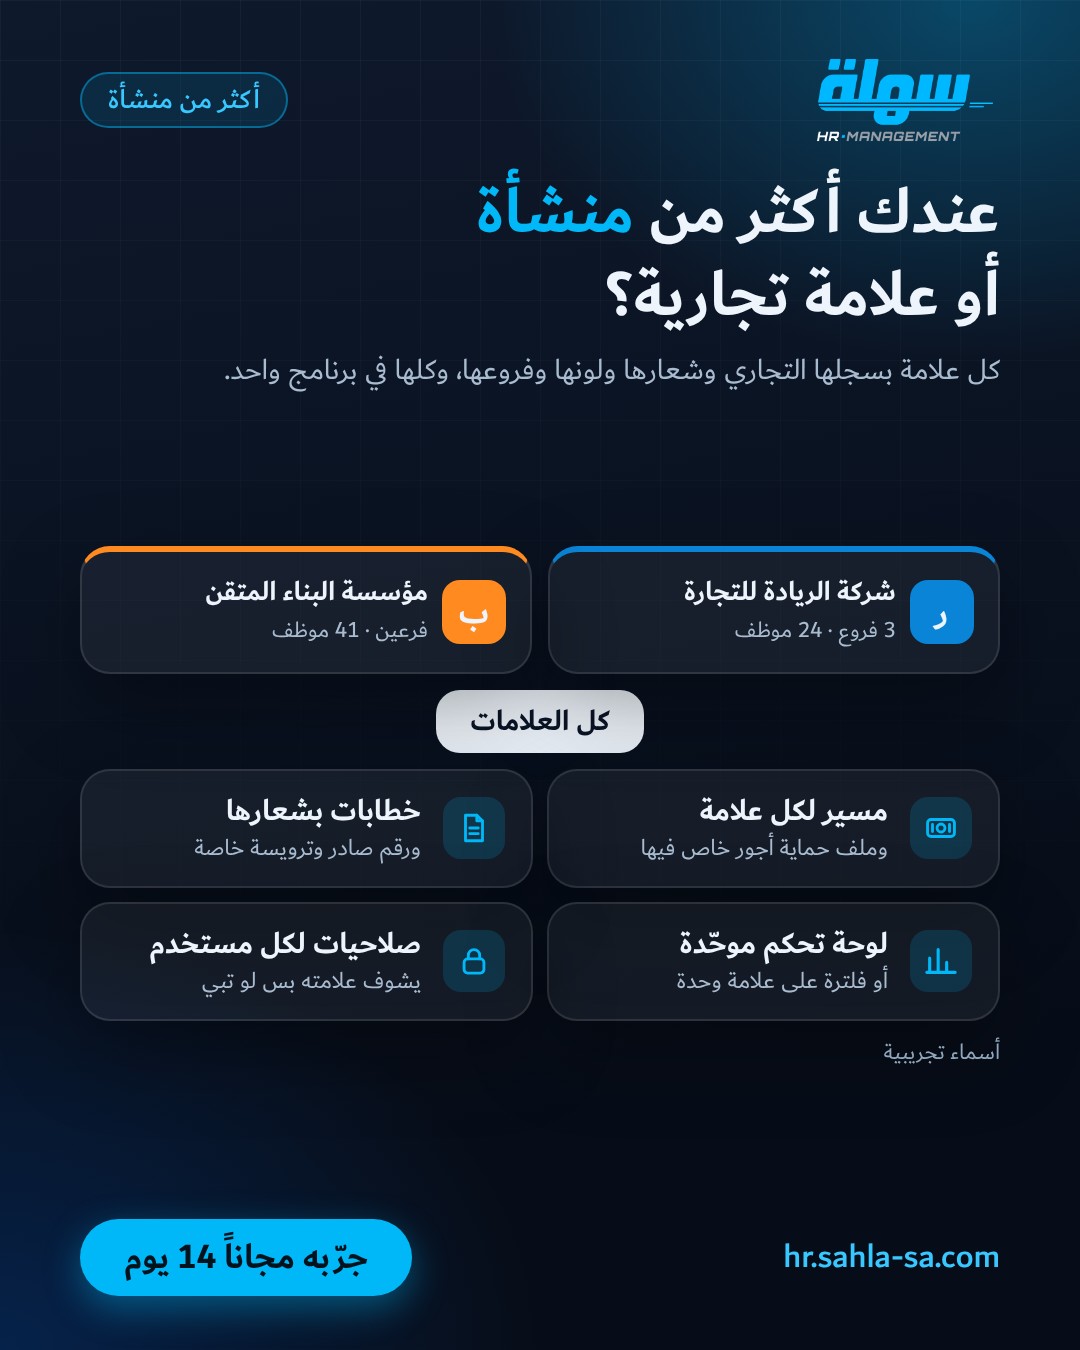 سهلة
HR·MANAGEMENT
أكثر من منشأة
عندك أكثر من منشأة
أو علامة تجارية؟
كل علامة بسجلها التجاري وشعارها ولونها وفروعها، وكلها في برنامج واحد.
ر
شركة الريادة للتجارة
3 فروع · 24 موظف
ب
مؤسسة البناء المتقن
فرعين · 41 موظف
كل العلامات
مسير لكل علامة
وملف حماية أجور خاص فيها
خطابات بشعارها
ورقم صادر وترويسة خاصة
لوحة تحكم موحّدة
أو فلترة على علامة وحدة
صلاحيات لكل مستخدم
يشوف علامته بس لو تبي
أسماء تجريبية
hr.sahla-sa.com
جرّبه مجاناً 14 يوم